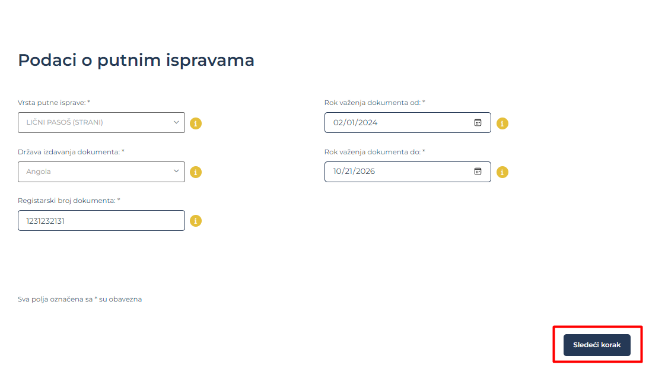 Podaci o putnim ispravama
Vrsta putne isprave: *
LIČNI PASOŠ (STRANI)
Država izdavanja dokumenta: *
Angola
Registarski broj dokumenta: *
1231232131
Rok važenja dokumenta od: *
02/01/2024
Rok važenja dokumenta do: *
10/21/2026
Sva polja označena sa * su obavezna
Sledeći korak